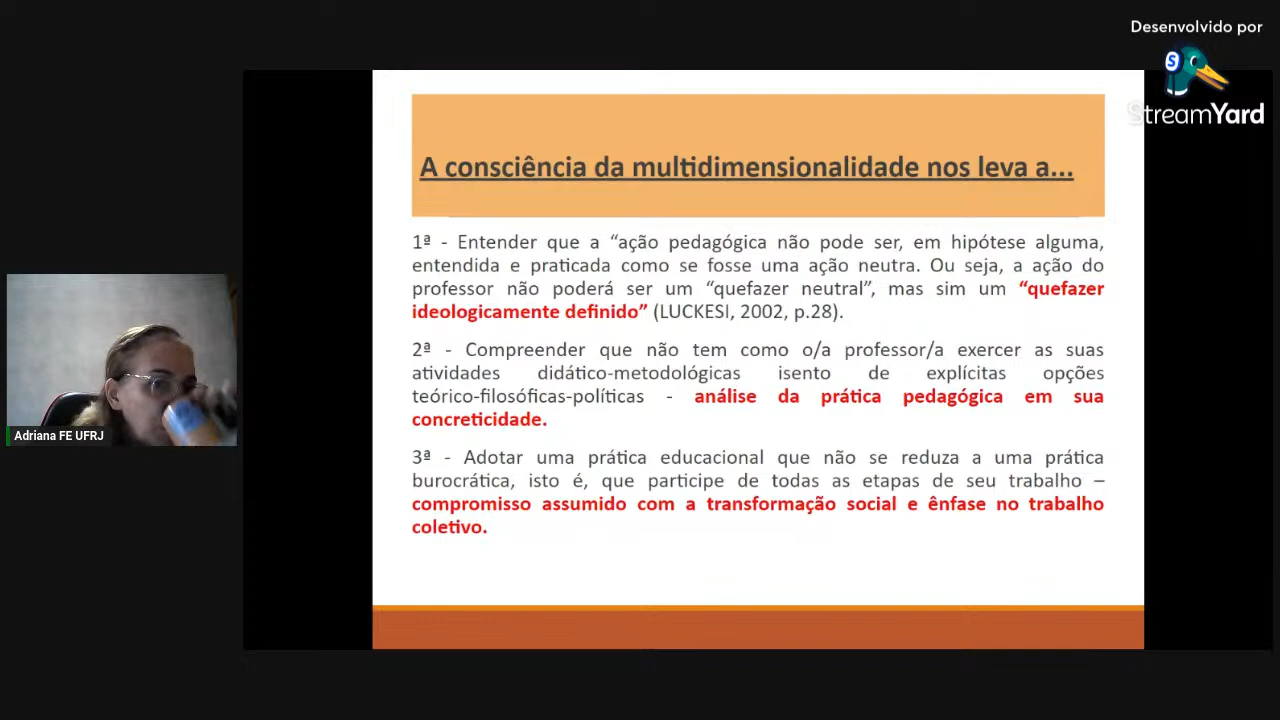 Desenvolvido por
S
StreamYard
A consciência da multidimensionalidade nos leva a...
1ª - Entender que a “ação pedagógica não pode ser, em hipótese alguma,
entendida e praticada como se fosse uma ação neutra. Ou seja, a ação do
professor não poderá ser um “quefazer neutral”, mas sim um “quefazer
ideologicamente definido” (LUCKESI, 2002, p.28).
2ª - Compreender que não tem como o/a professor/a exercer as suas
atividades didático-metodológicas isento de explícitas opções
teórico-filosóficas-políticas - análise da prática pedagógica em sua
concreticidade.
3ª - Adotar uma prática educacional que não se reduza a uma prática
burocrática, isto é, que participe de todas as etapas de seu trabalho –
compromisso assumido com a transformação social e ênfase no trabalho
coletivo.
Adriana FE UFRJ